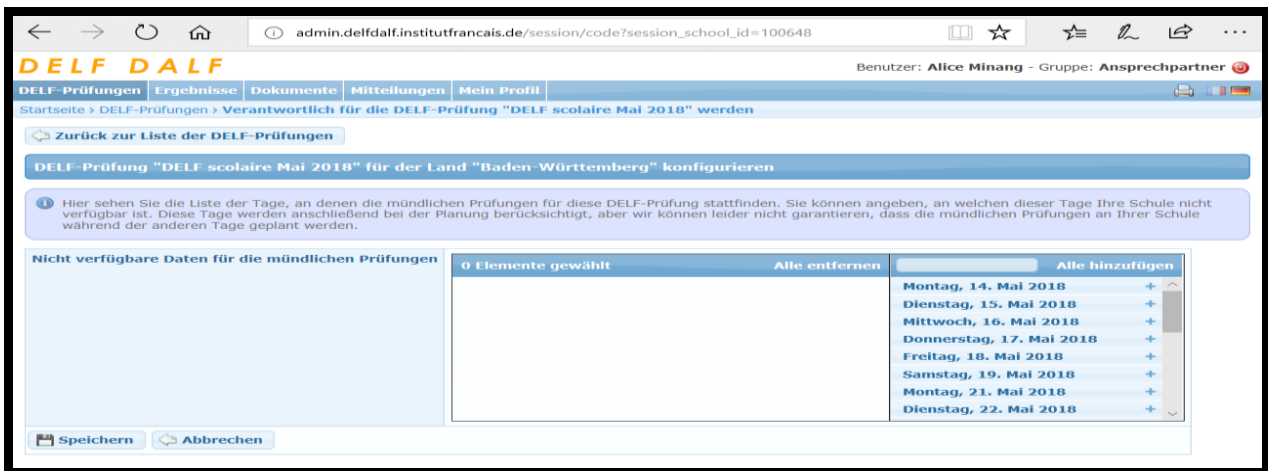 admin.delfdalf.institutfrancais.de/session/code?session_school_id=100648
DELF DALF
Benutzer: Alice Minang - Gruppe: Ansprechpartner
DELF-Prüfungen Ergebnisse Dokumente Mitteilungen Mein Profil
Startseite › DELF-Prüfungen › Verantwortlich für die DELF-Prüfung "DELF scolaire Mai 2018" werden
Zurück zur Liste der DELF-Prüfungen
DELF-Prüfung "DELF scolaire Mai 2018" für der Land "Baden-Württemberg" konfigurieren
Hier sehen Sie die Liste der Tage, an denen die mündlichen Prüfungen für diese DELF-Prüfung stattfinden. Sie können angeben, an welchen dieser Tage Ihre Schule nicht
verfügbar ist. Diese Tage werden anschließend bei der Planung berücksichtigt, aber wir können leider nicht garantieren, dass die mündlichen Prüfungen an Ihrer Schule
während der anderen Tage geplant werden.
Nicht verfügbare Daten für die mündlichen Prüfungen
0 Elemente gewählt Alle entfernen Alle hinzufügen
Montag, 14. Mai 2018 +
Dienstag, 15. Mai 2018 +
Mittwoch, 16. Mai 2018 +
Donnerstag, 17. Mai 2018 +
Freitag, 18. Mai 2018 +
Samstag, 19. Mai 2018 +
Montag, 21. Mai 2018 +
Dienstag, 22. Mai 2018 +
Speichern Abbrechen